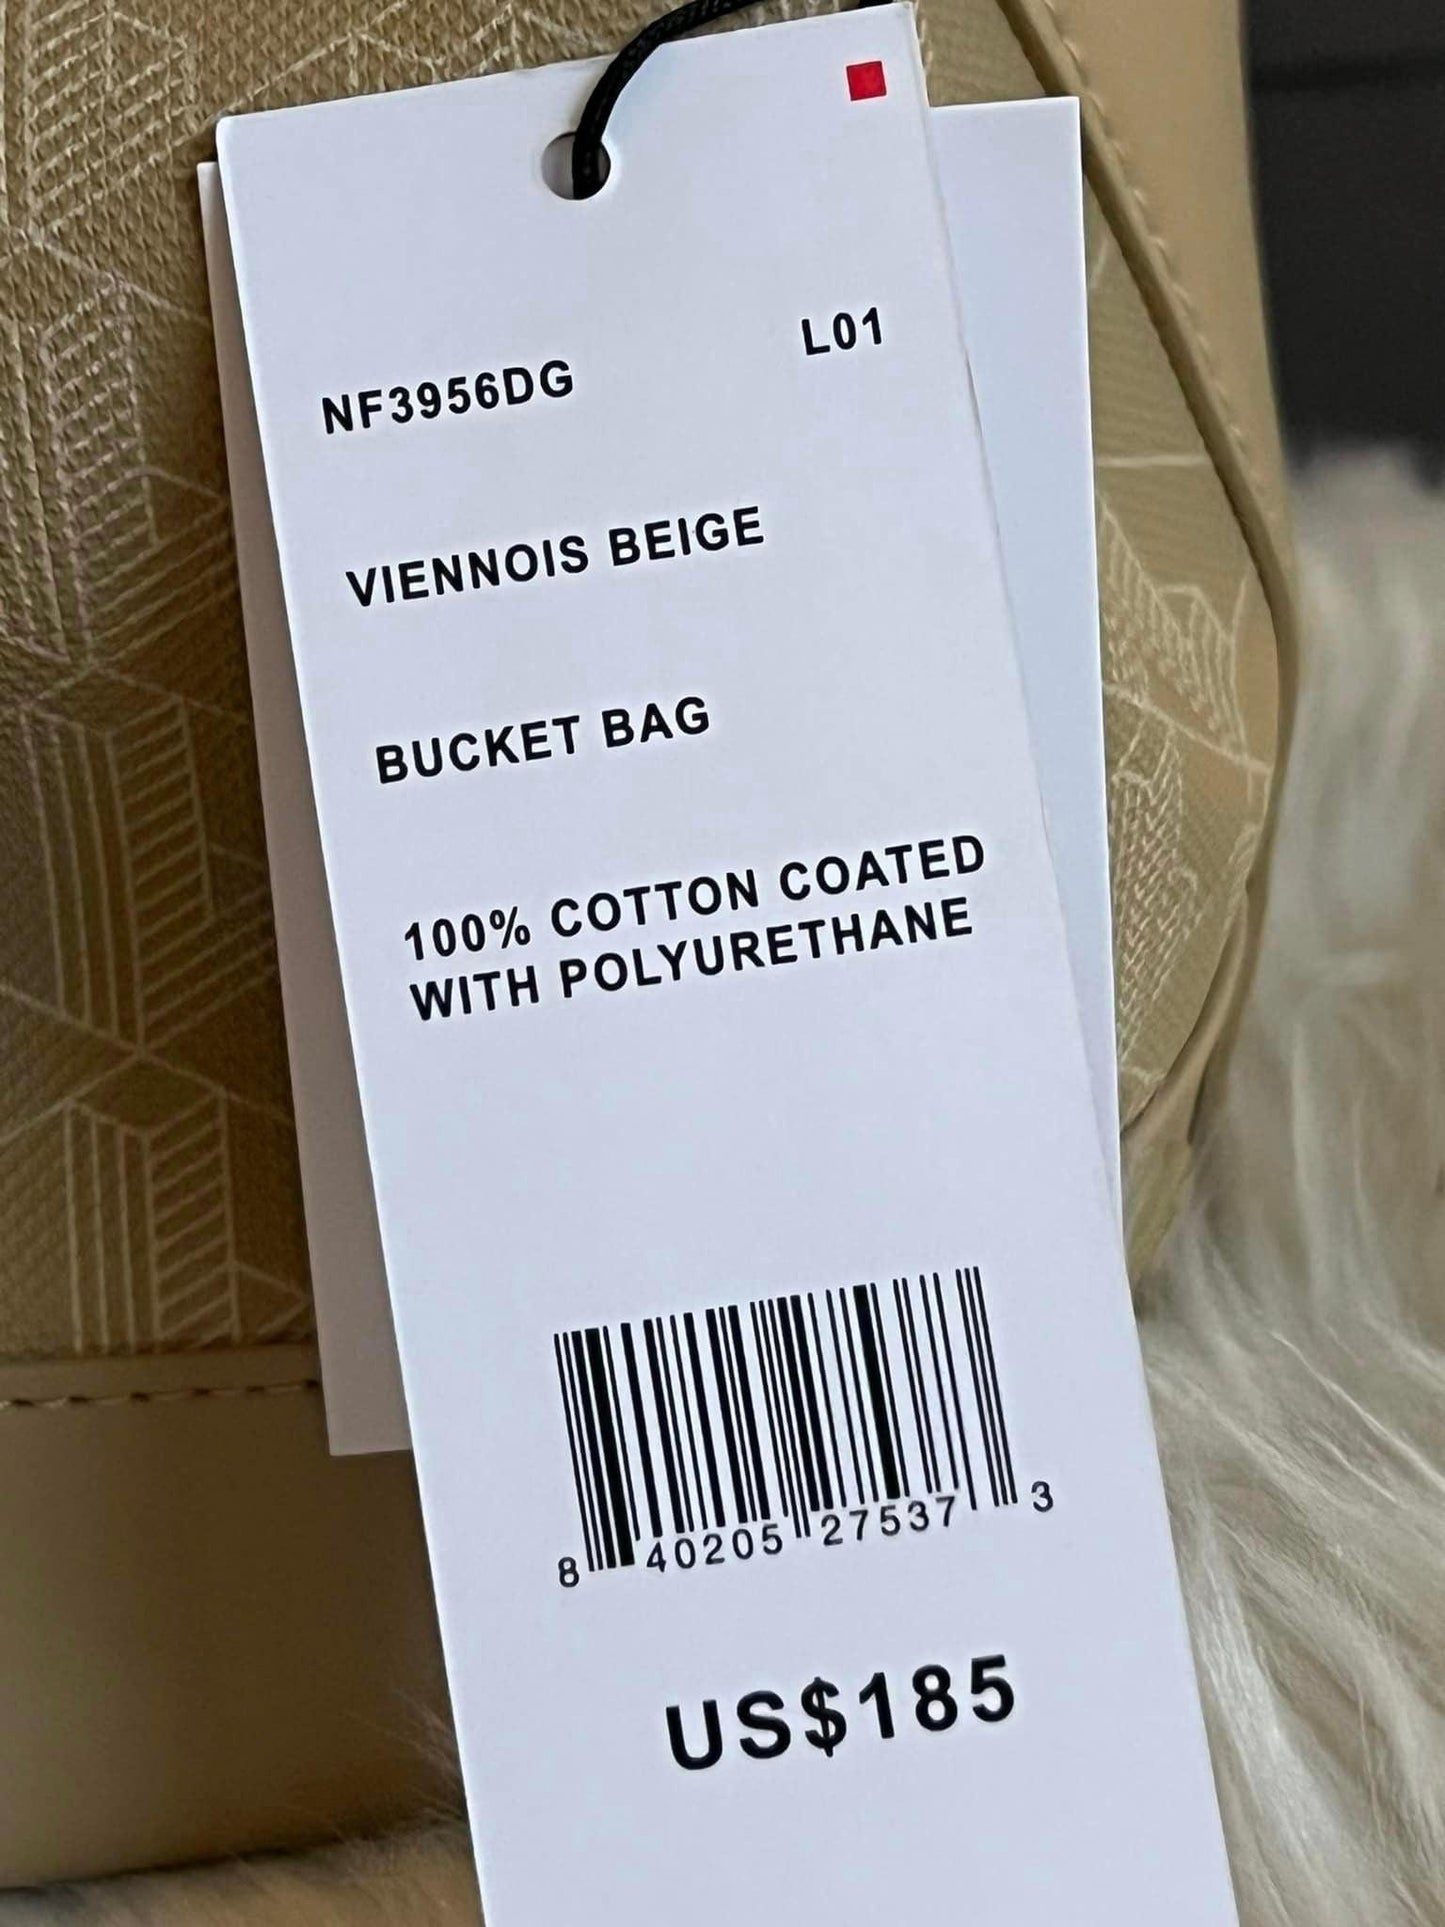 L01
NF3956DG
VIENNOIS BEIGE
BUCKET BAG
100% COTTON COATED
WITH POLYURETHANE
8 40205 27537 3
US$185